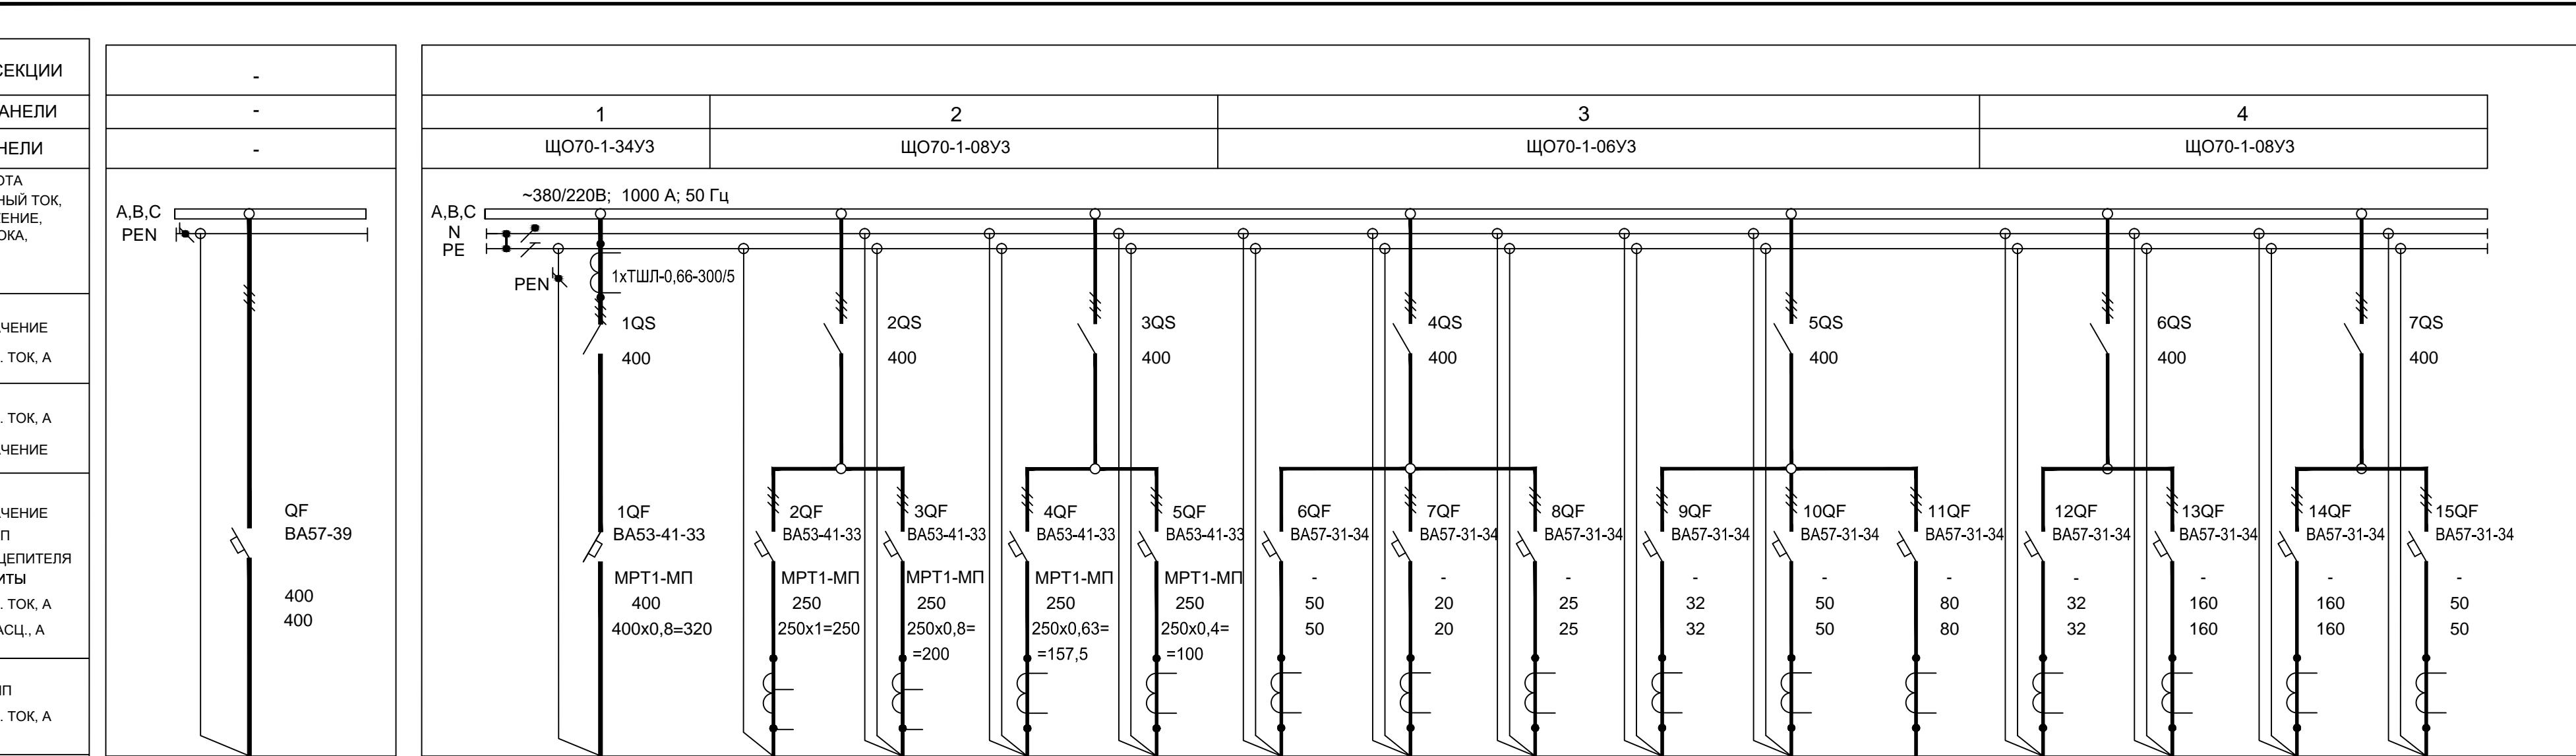 СЕКЦИИ
-
АНЕЛИ
-
1
2
3
4
НЕЛИ
-
ЩО70-1-34У3
ЩО70-1-08У3
ЩО70-1-06У3
ЩО70-1-08У3
ОТА
НЫЙ ТОК,
ЕНИЕ,
ОКА,
A,B,C
PEN
~380/220В; 1000 А; 50 Гц
A,B,C
N
PE
PEN
1хТШЛ-0,66-300/5
ЧЕНИЕ
. ТОК, А
1QS
400
2QS
400
3QS
400
4QS
400
5QS
400
6QS
400
7QS
400
. ТОК, А
ЧЕНИЕ
ЧЕНИЕ
П
ЦЕПИТЕЛЯ
ИТЫ
. ТОК, А
АСЦ., А
QF
ВА57-39
400
400
1QF
ВА53-41-33
МРТ1-МП
400
400х0,8=320
2QF
ВА53-41-33
МРТ1-МП
250
250х1=250
3QF
ВА53-41-33
МРТ1-МП
250
250х0,8=
=200
4QF
ВА53-41-33
МРТ1-МП
250
250х0,63=
=157,5
5QF
ВА53-41-33
МРТ1-МП
250
250х0,4=
=100
6QF
ВА57-31-34
-
50
50
7QF
ВА57-31-34
-
20
20
8QF
ВА57-31-34
-
25
25
9QF
ВА57-31-34
-
32
32
10QF
ВА57-31-34
-
50
50
11QF
ВА57-31-34
-
80
80
12QF
ВА57-31-34
-
32
32
13QF
ВА57-31-34
-
160
160
14QF
ВА57-31-34
-
160
160
15QF
ВА57-31-34
-
50
50
ИП
. ТОК, А